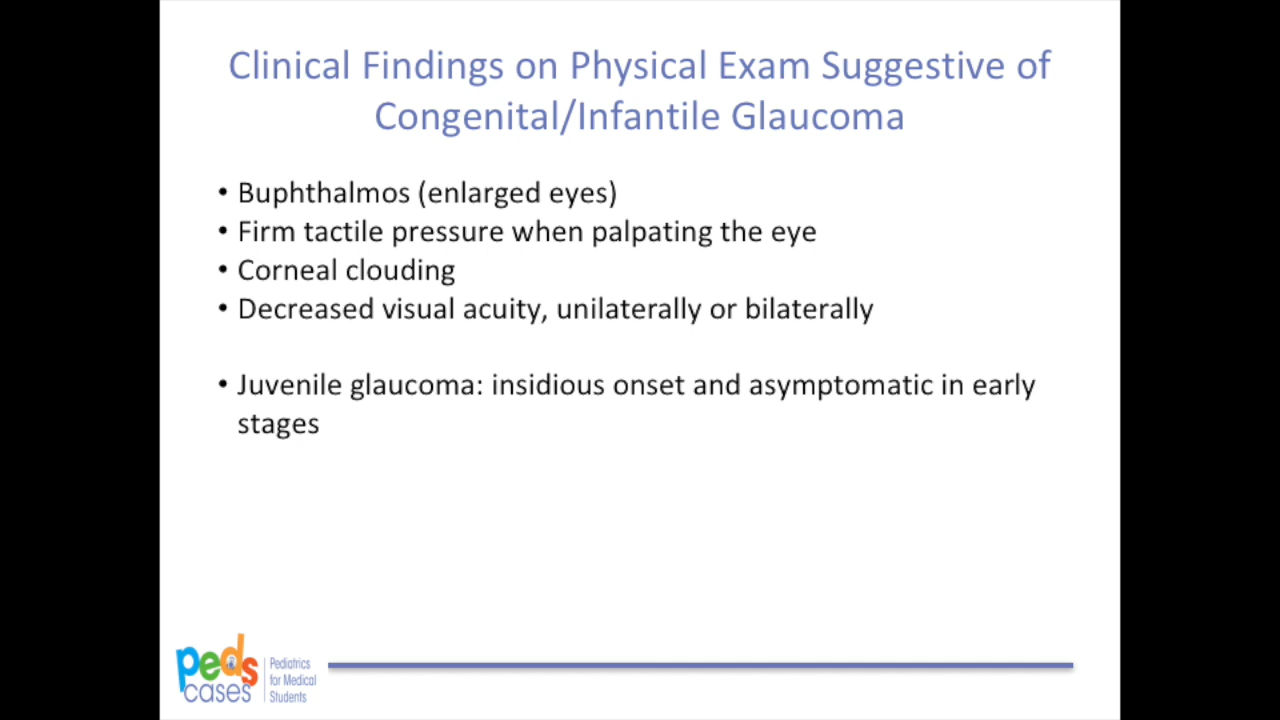 Clinical Findings on Physical Exam Suggestive of
Congenital/Infantile Glaucoma
• Buphthalmos (enlarged eyes)
• Firm tactile pressure when palpating the eye
• Corneal clouding
• Decreased visual acuity, unilaterally or bilaterally
• Juvenile glaucoma: insidious onset and asymptomatic in early
stages
peds
cases
Pediatrics
for Medical
Students